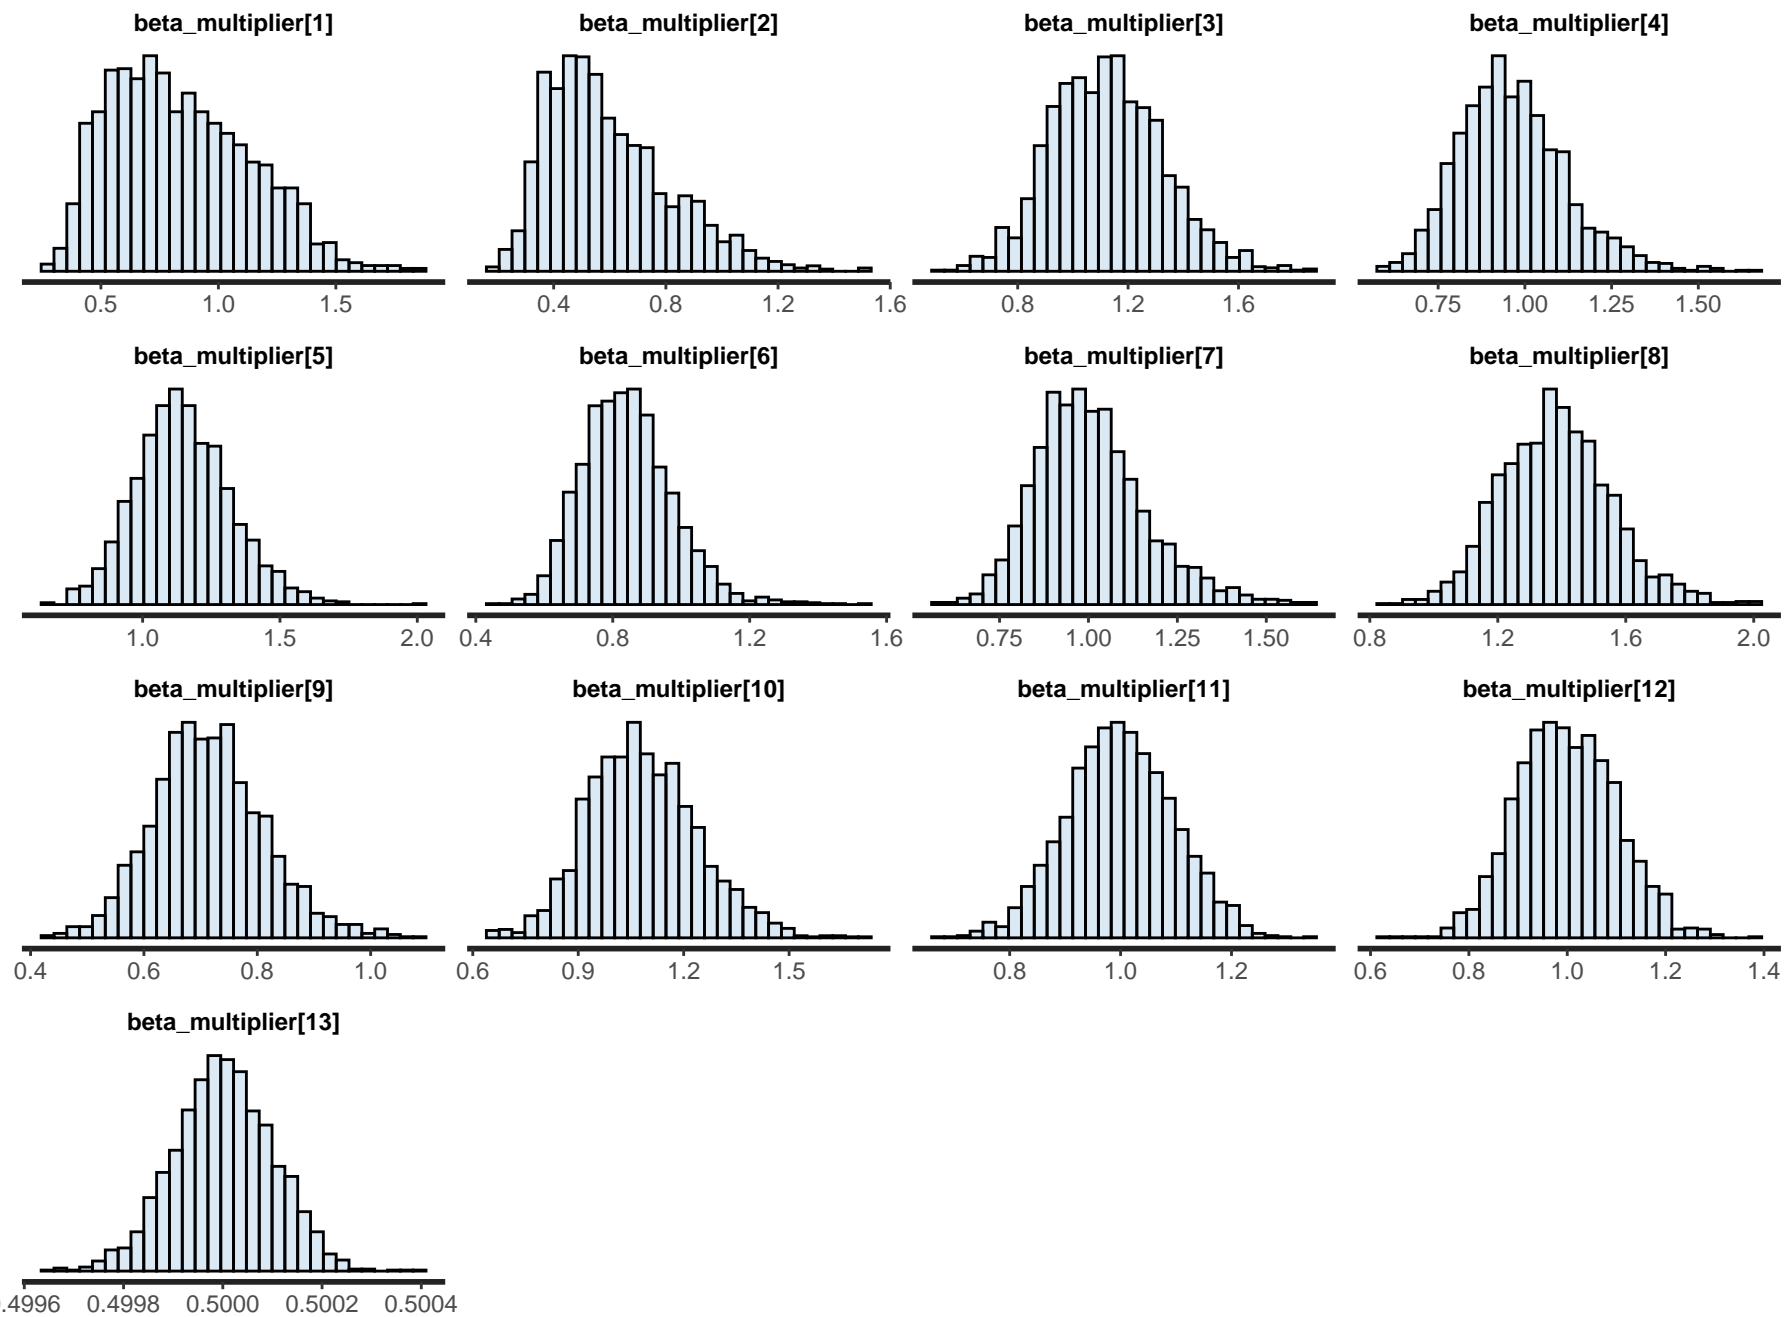 beta_multiplier[1] beta_multiplier[2] beta_multiplier[3] beta_multiplier[4]
0.5 1.0 1.5 0.4 0.8 1.2 1.6 0.8 1.2 1.6 0.75 1.00 1.25 1.50
beta_multiplier[5] beta_multiplier[6] beta_multiplier[7] beta_multiplier[8]
1.0 1.5 2.0 0.4 0.8 1.2 1.6 0.75 1.00 1.25 1.50 0.8 1.2 1.6 2.0
beta_multiplier[9] beta_multiplier[10] beta_multiplier[11] beta_multiplier[12]
0.4 0.6 0.8 1.0 0.6 0.9 1.2 1.5 0.8 1.0 1.2 0.6 0.8 1.0 1.2 1.4
beta_multiplier[13]
.4996 0.4998 0.5000 0.5002 0.5004